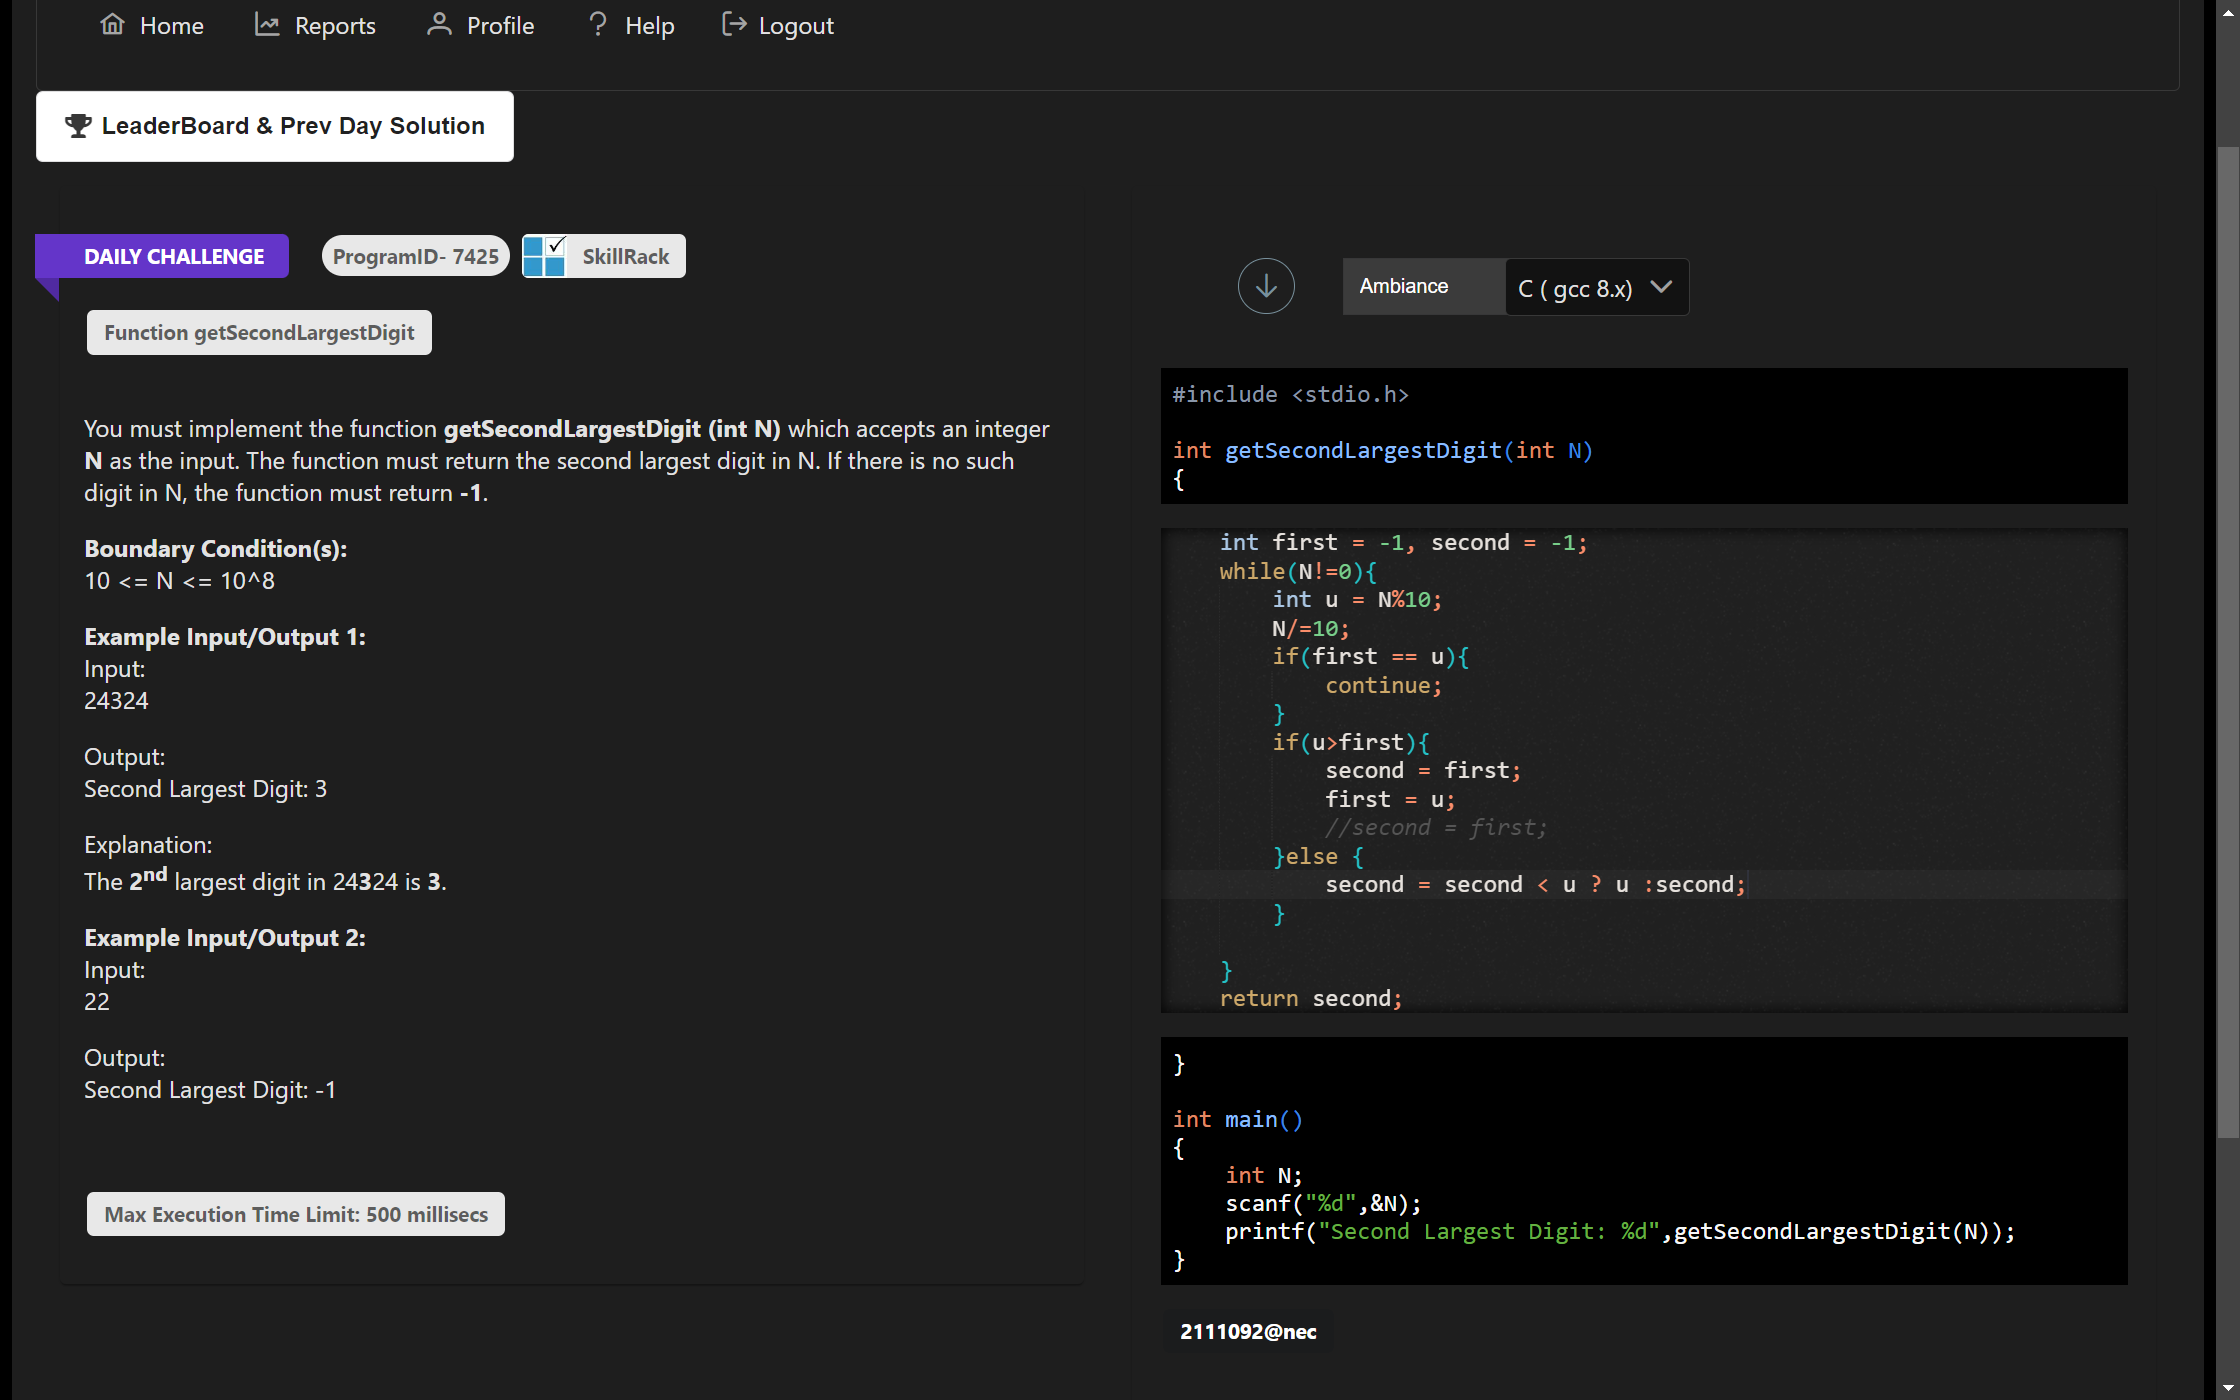 Home Reports Profile Help Logout
LeaderBoard & Prev Day Solution
DAILY CHALLENGE ProgramID- 7425 SkillRack
Function getSecondLargestDigit
You must implement the function getSecondLargestDigit (int N) which accepts an integer
N as the input. The function must return the second largest digit in N. If there is no such
digit in N, the function must return -1.
Boundary Condition(s):
10 <= N <= 10^8
Example Input/Output 1:
Input:
24324
Output:
Second Largest Digit: 3
Explanation:
The 2nd largest digit in 24324 is 3.
Example Input/Output 2:
Input:
22
Output:
Second Largest Digit: -1
Max Execution Time Limit: 500 millisecs
Ambiance C ( gcc 8.x)
#include <stdio.h>
int getSecondLargestDigit(int N)
{
int first = -1, second = -1;
while(N!=0){
int u = N%10;
N/=10;
if(first == u){
continue;
}
if(u>first){
second = first;
first = u;
//second = first;
}else {
second = second < u ? u :second;
}
}
return second;
}
int main()
{
int N;
scanf("%d",&N);
printf("Second Largest Digit: %d",getSecondLargestDigit(N));
}
2111092@nec